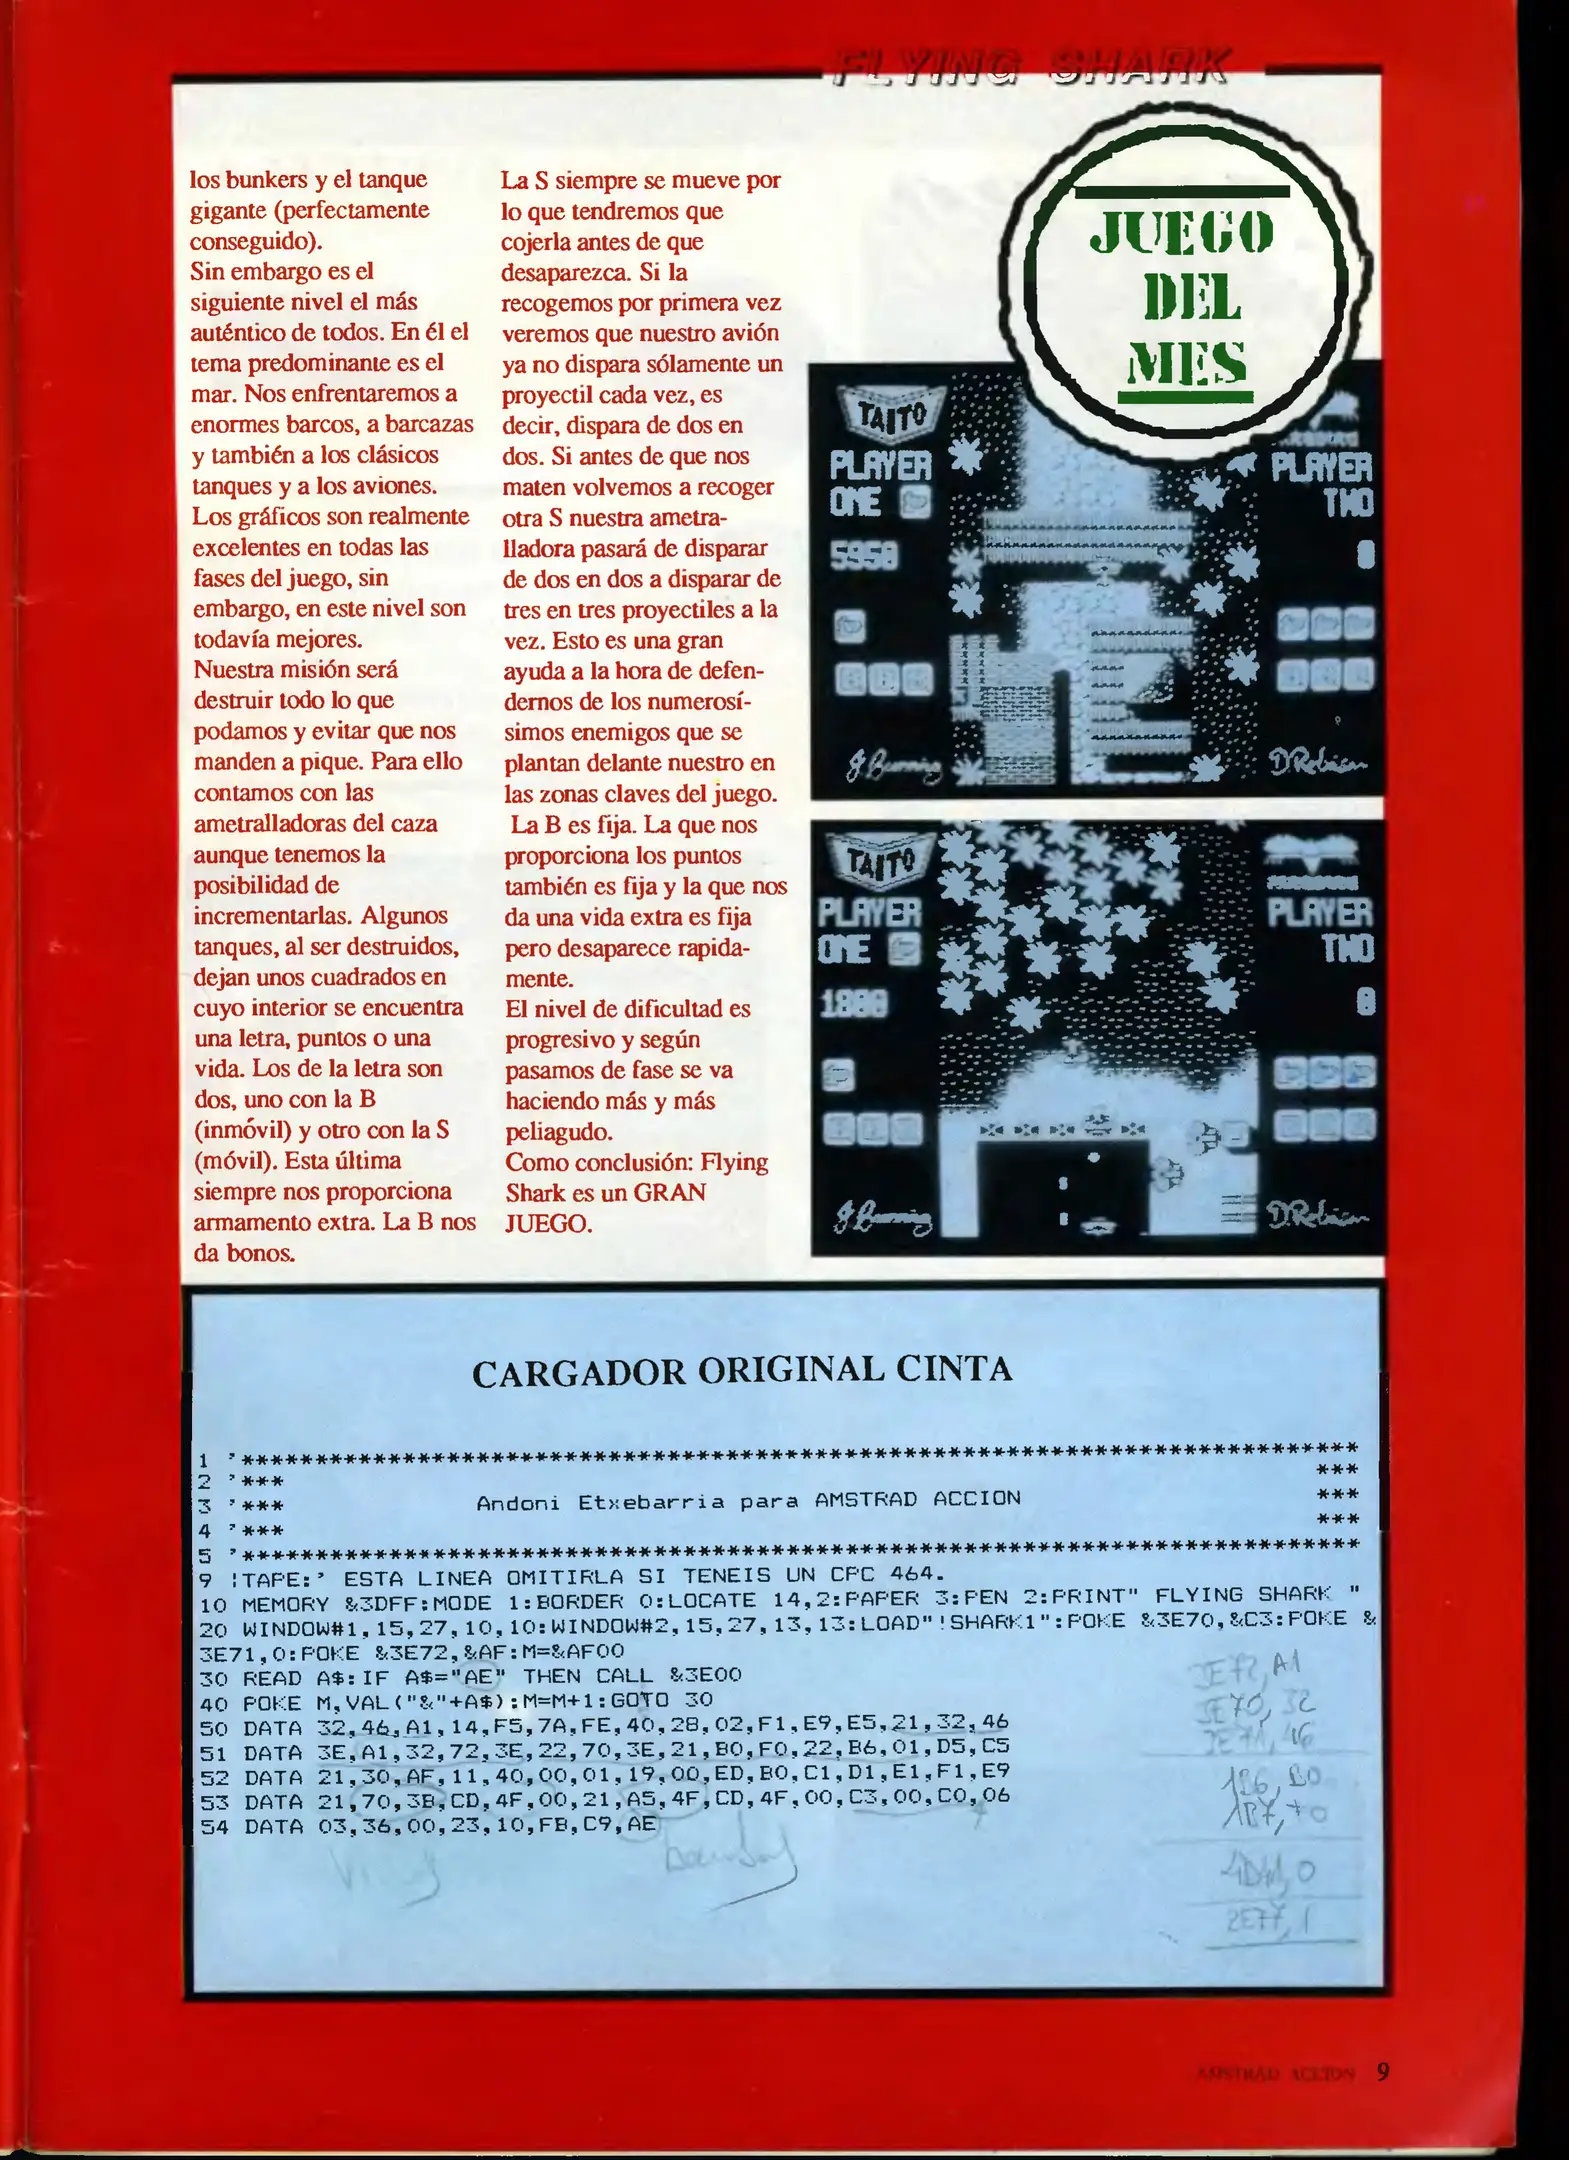 FLYING SHARK
los bunkers y el tanque
gigante (perfectamente
conseguido).
Sin embargo es el
siguiente nivel el más
auténtico de todos. En él el
tema predominante es el
mar. Nos enfrentaremos a
enormes barcos, a barcazas
y también a los clásicos
tanques y a los aviones.
Los gráficos son realmente
excelentes en todas las
fases del juego, sin
embargo, en este nivel son
todavía mejores.
Nuestra misión será
destruir todo lo que
podamos y evitar que nos
manden a pique. Para ello
contamos con las
ametralladoras del caza
aunque tenemos la
posibilidad de
incrementarlas. Algunos
tanques, al ser destruidos,
dejan unos cuadrados en
cuyo interior se encuentra
una letra, puntos o una
vida. Los de la letra son
dos, uno con la B
(inmóvil) y otro con la S
(móvil). Esta última
siempre nos proporciona
armamento extra. La B nos
da bonos.
La S siempre se mueve por
lo que tendremos que
cojerla antes de que
desaparezca. Si la
recogemos por primera vez
veremos que nuestro avión
ya no dispara sólamente un
proyectil cada vez, es
decir, dispara de dos en
dos. Si antes de que nos
maten volvemos a recoger
otra S nuestra ametra-
lladora pasará de disparar
de dos en dos a disparar de
tres en tres proyectiles a la
vez. Esto es una gran
ayuda a la hora de defen-
dernos de los numerosí-
simos enemigos que se
plantan delante nuestro en
las zonas claves del juego.
La B es fija. La que nos
proporciona los puntos
también es fija y la que nos
da una vida extra es fija
pero desaparece rapida-
mente.
El nivel de dificultad es
progresivo y según
pasamos de fase se va
haciendo más y más
peliagudo.
Como conclusión: Flying
Shark es un GRAN
JUEGO.
JUEGO
DEL
MES
TAITO
PLAYER
ONE
5950
PLAYER
TWO
0
J. Brenning
D. Robin
TAITO
PLAYER
ONE
1800
PLAYER
TWO
0
CARGADOR ORIGINAL CINTA
1 '****************************************************************************
2 '*** ***
3 '*** Andoni Etxebarria para AMSTRAD ACCION ***
4 '*** ***
5 '****************************************************************************
9 |TAPE:' ESTA LINEA OMITIRLA SI TENEIS UN CPC 464.
10 MEMORY &3DFF:MODE 1:BORDER 0:LOCATE 14,2:PAPER 3:PEN 2:PRINT" FLYING SHARK "
20 WINDOW#1,15,27,10,10:WINDOW#2,15,27,13,13:LOAD"!SHARK1":POKE &3E70,&C3:POKE &
3E71,0:POKE &3E72,&AF:M=&AF00
30 READ A$:IF A$="AE" THEN CALL &3E00
40 POKE M,VAL("&"+A$):M=M+1:GOTO 30
50 DATA 32,46,A1,14,F5,7A,FE,40,28,02,F1,E9,E5,21,32,46
51 DATA 3E,A1,32,72,3E,22,70,3E,21,B0,F0,22,B6,01,D5,C5
52 DATA 21,30,AF,11,40,00,01,19,00,ED,B0,C1,D1,E1,F1,E9
53 DATA 21,70,3B,CD,4F,00,21,A5,4F,CD,4F,00,C3,00,C0,06
54 DATA 03,36,00,23,10,FB,C9,AE
3E72, A1
3E70, 32
3E71, 46
1B6, B0
2E77, 1
AMSTRAD ACCION 9